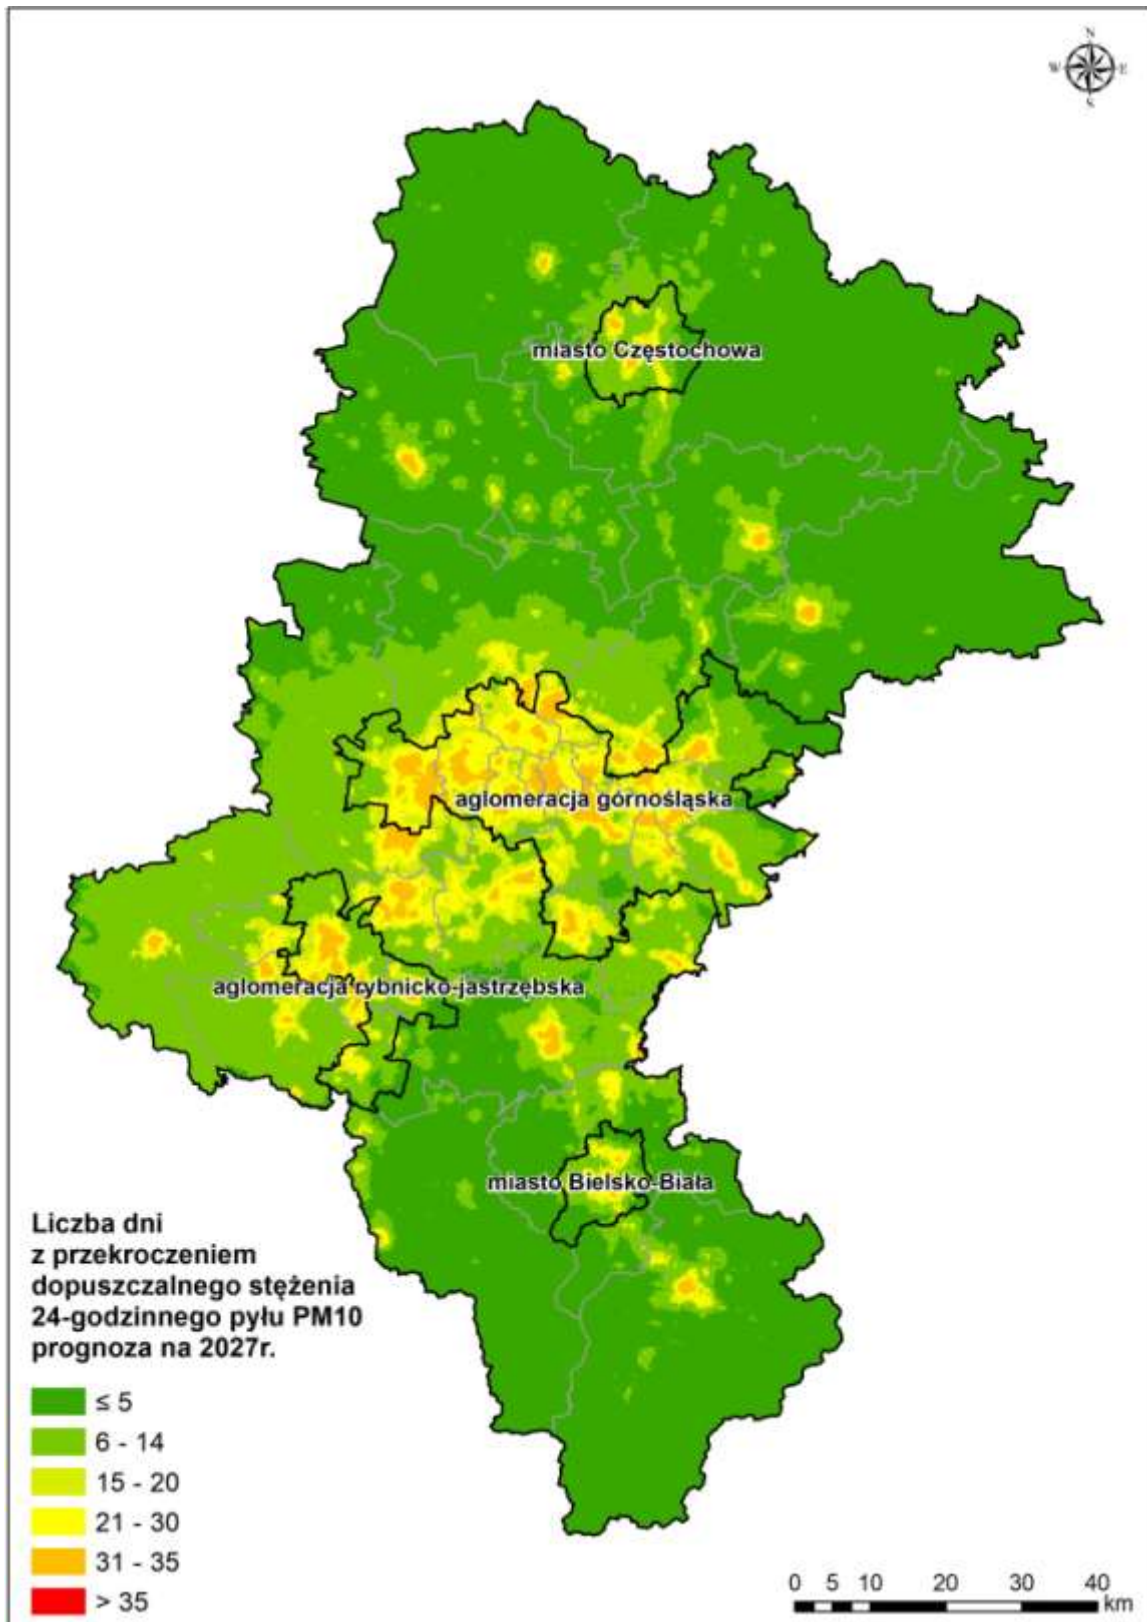 N
W E
S
miasto Częstochowa
aglomeracja górnośląska
aglomeracja rybnicko-jastrzębska
miasto Bielsko-Biała
Liczba dni
z przekroczeniem
dopuszczalnego stężenia
24-godzinnego pyłu PM10
prognoza na 2027r.
≤ 5
6 - 14
15 - 20
21 - 30
31 - 35
> 35
0 5 10 20 30 40
km